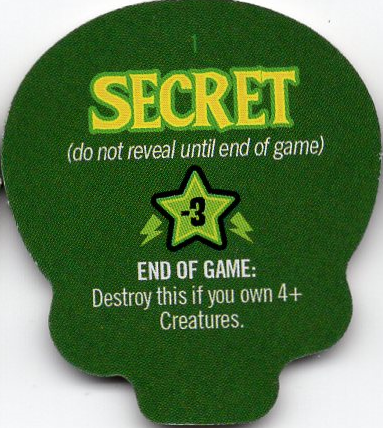 1
SECRET
(do not reveal until end of game)
-3
END OF GAME:
Destroy this if you own 4+
Creatures.